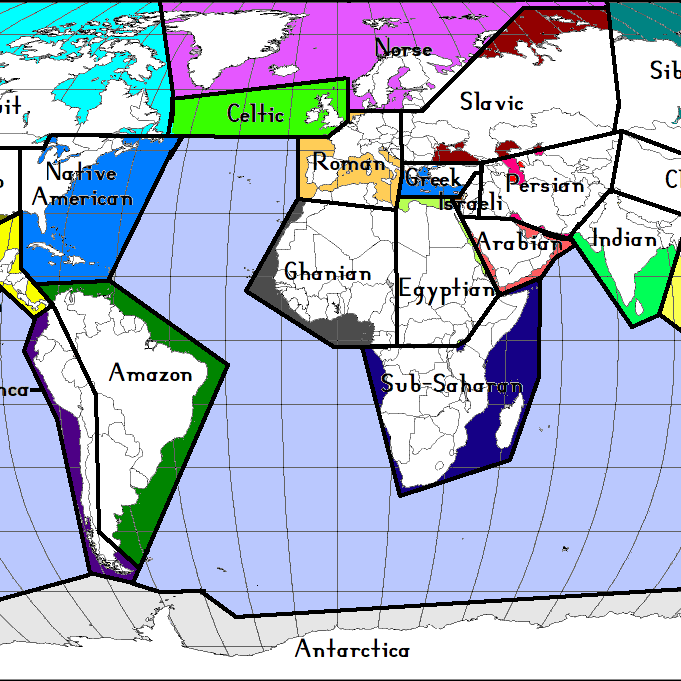 Norse
Sib
uit
Celtic
Slavic
Native
American
Roman
Greek
Persian
Cl
Israeli
Arabian
Indian
Ghanian
Egyptian
Amazon
Sub-Saharan
nca
Antarctica